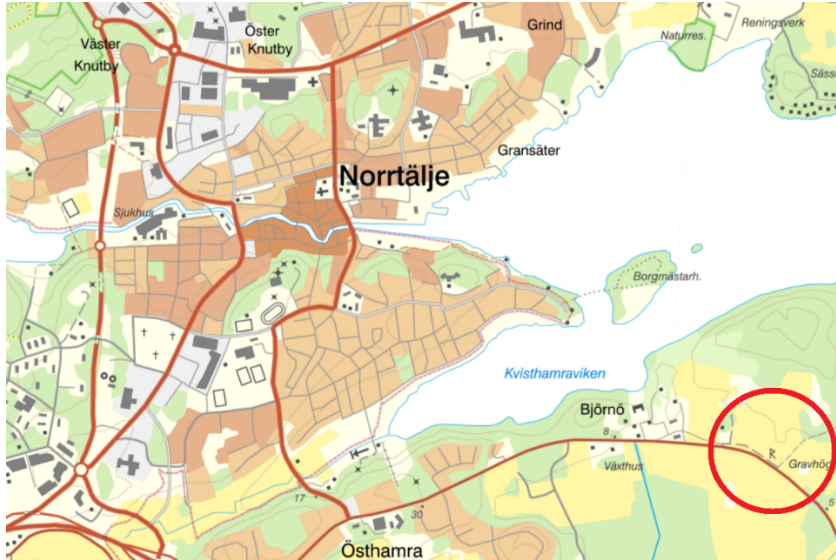 Väster
Knutby
Öster
Knutby
Grind
Naturres.
Reningsverk
Gransäter
Norrtälje
Sjukhus
Borgmästarh.
Kvisthamraviken
Björnö
8
Växthus
R
Gravhög
5
17
30
Östhamra